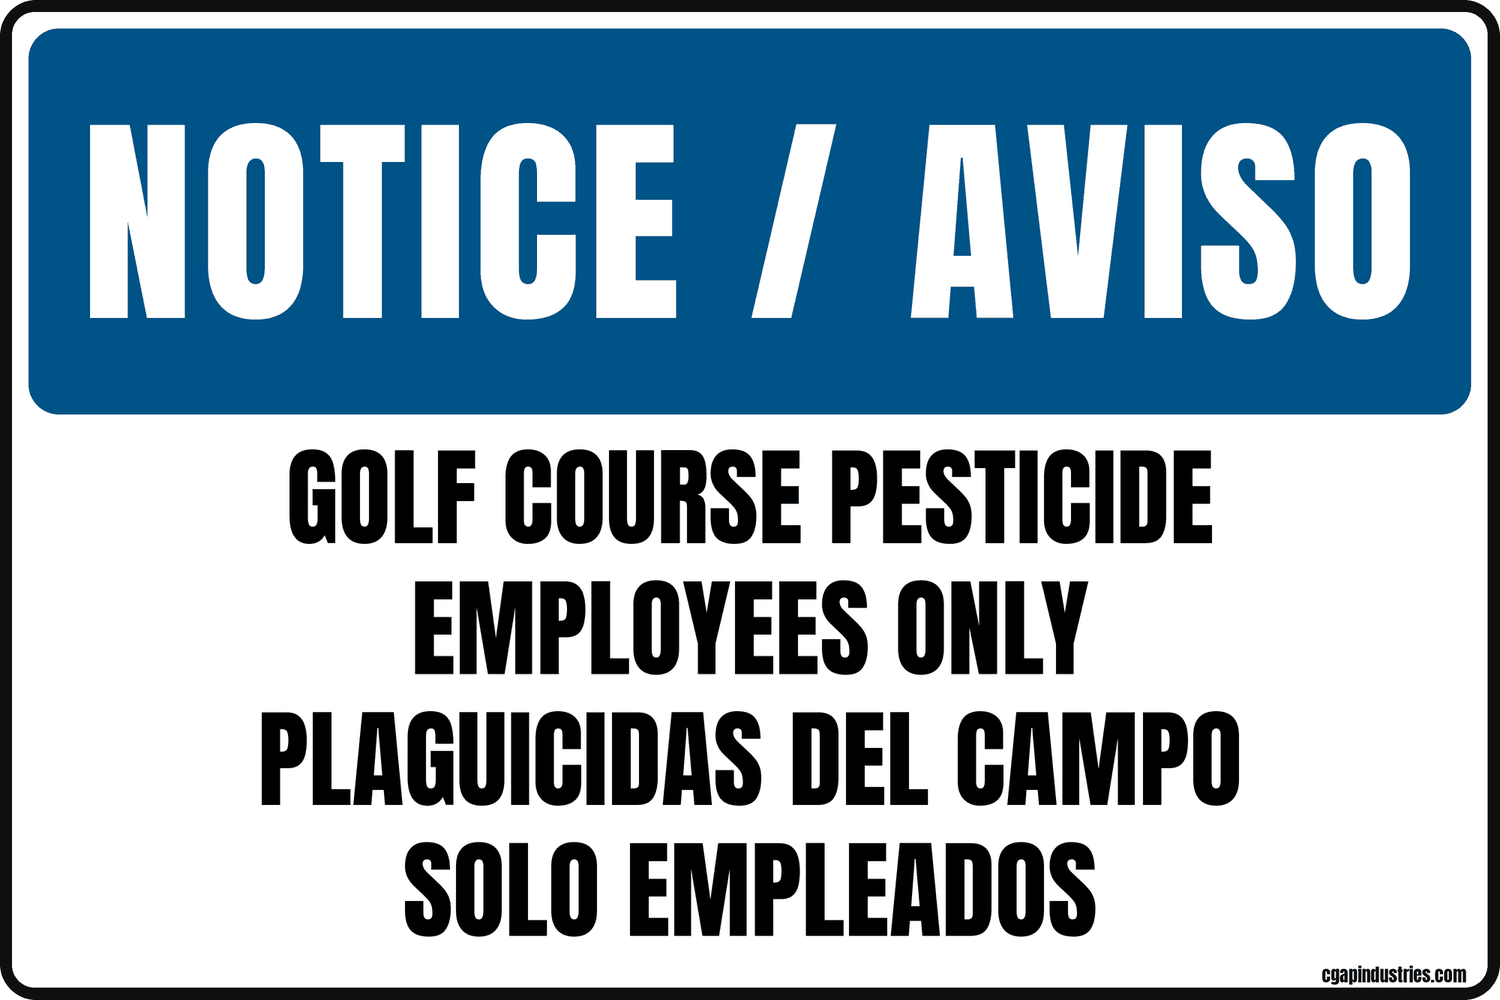 NOTICE / AVISO
GOLF COURSE PESTICIDE
EMPLOYEES ONLY
PLAGUICIDAS DEL CAMPO
SOLO EMPLEADOS
cgapindustries.com